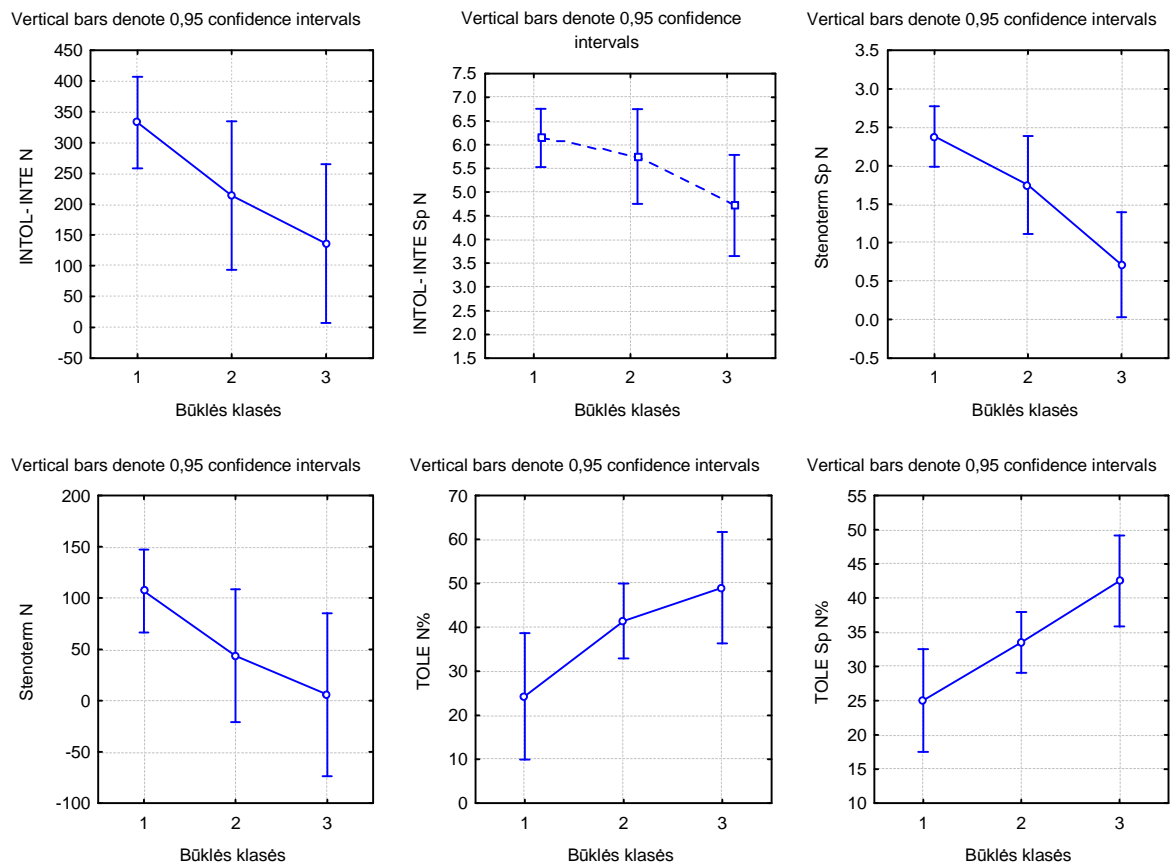 Vertical bars denote 0,95 confidence intervals
450
400
350
300
250
200
150
100
50
0
-50
INTOL- INTE N
1 2 3
Būklės klasės
Vertical bars denote 0,95 confidence
intervals
7.5
7.0
6.5
6.0
5.5
5.0
4.5
4.0
3.5
3.0
2.5
2.0
1.5
INTOL- INTE Sp N
1 2 3
Būklės klasės
Vertical bars denote 0,95 confidence intervals
3.5
3.0
2.5
2.0
1.5
1.0
0.5
0.0
-0.5
Stenoterm Sp N
1 2 3
Būklės klasės
Vertical bars denote 0,95 confidence intervals
200
150
100
50
0
-50
-100
Stenoterm N
1 2 3
Būklės klasės
Vertical bars denote 0,95 confidence intervals
70
60
50
40
30
20
10
0
TOLE N%
1 2 3
Būklės klasės
Vertical bars denote 0,95 confidence intervals
55
50
45
40
35
30
25
20
15
10
TOLE Sp N%
1 2 3
Būklės klasės